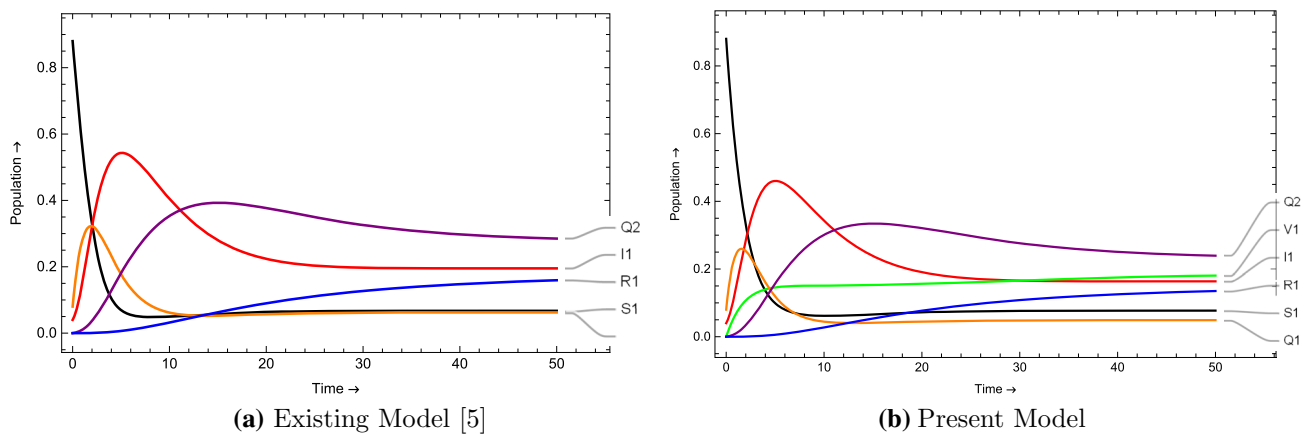 Population →
0.8
0.6
0.4
0.2
0.0
0 10 20 30 40 50
Time →
Q2
I1
R1
S1
(a) Existing Model [5]
Population →
0.8
0.6
0.4
0.2
0.0
0 10 20 30 40 50
Time →
Q2
V1
I1
R1
S1
Q1
(b) Present Model